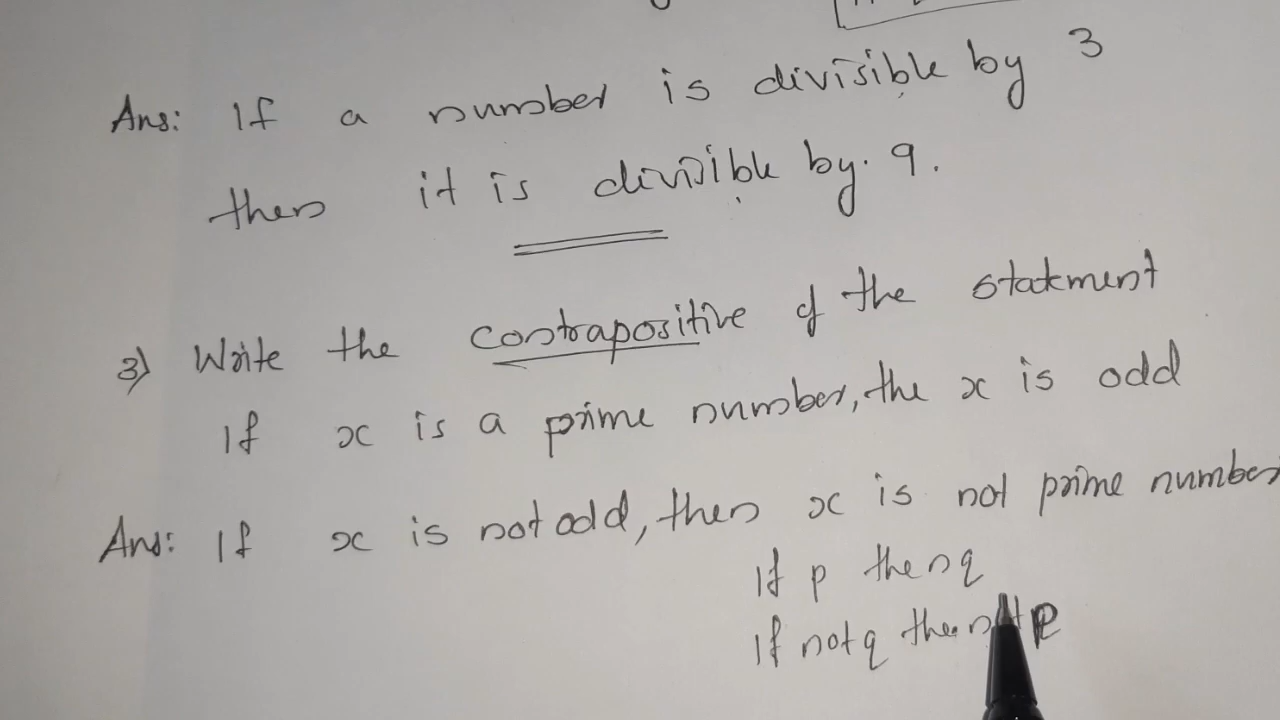 Ans: If a number is divisible by 3
then it is divisible by 9.
3) Write the contrapositive of the statment
If x is a prime number, the x is odd
Ans: If x is not odd, then x is not prime number
If p then q
If not q then p